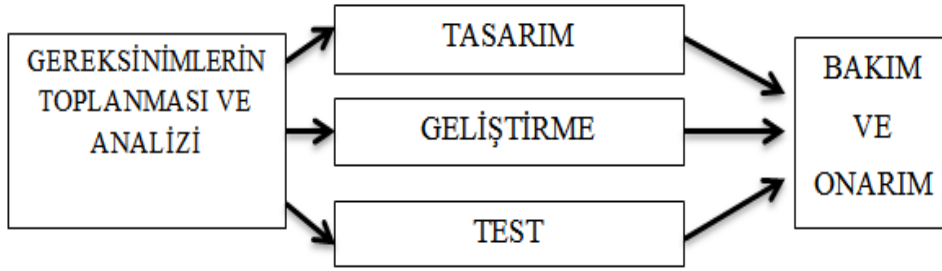 GEREKSİNİMLERİN
TOPLANMASI VE
ANALİZİ
TASARIM
GELİŞTİRME
TEST
BAKIM
VE
ONARIM